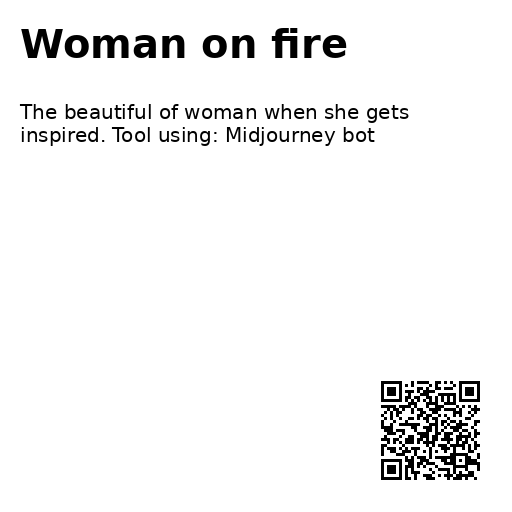 Woman on fire
The beautiful of woman when she gets
inspired. Tool using: Midjourney bot